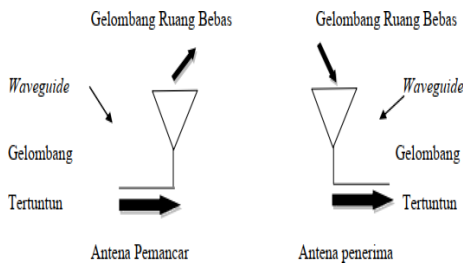 Gelombang Ruang Bebas
Gelombang Ruang Bebas
Waveguide
Waveguide
Gelombang
Gelombang
Tertuntun
Tertuntun
Antena Pemancar
Antena penerima